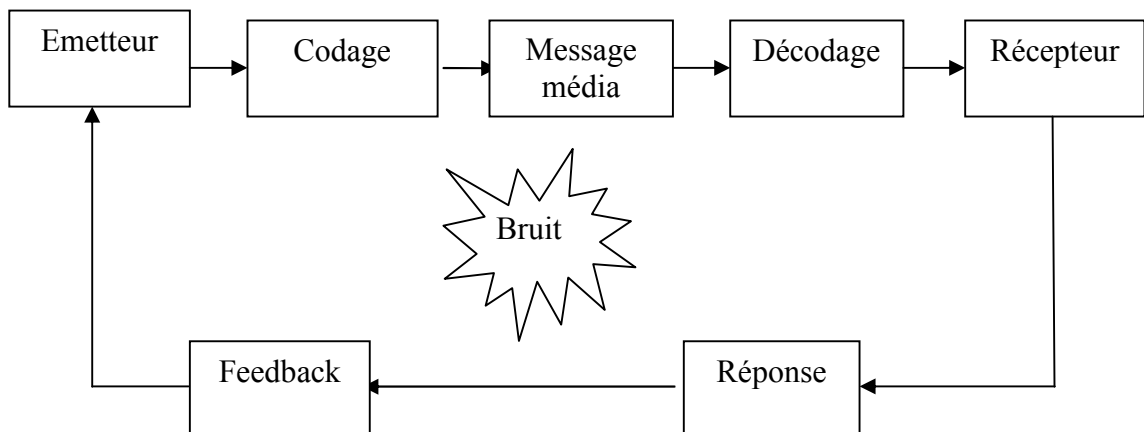 Emetteur
Codage
Message
média
Décodage
Récepteur
Bruit
Feedback
Réponse